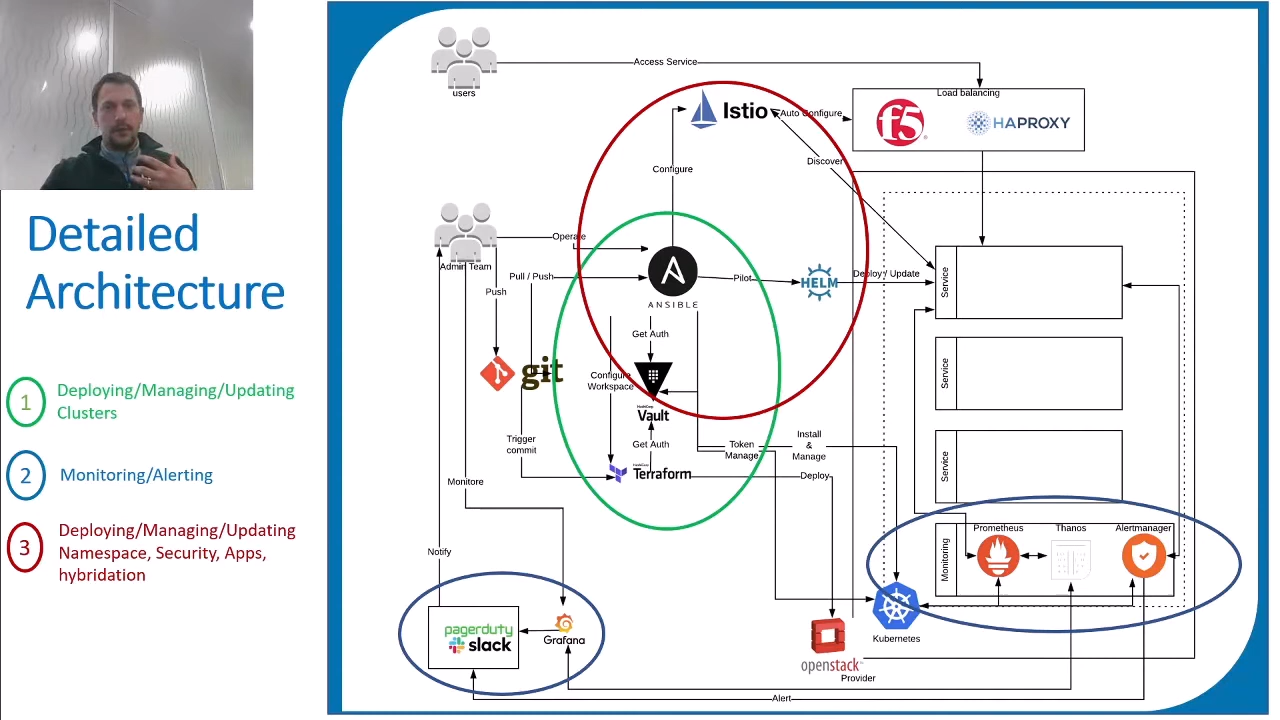 Detailed
Architecture
1
Deploying/Managing/Updating
Clusters
2
Monitoring/Alerting
3
Deploying/Managing/Updating
Namespace, Security, Apps,
hybridation
users
Access Service
Load balancing
f5
HAPROXY
Istio
Auto Configure
Discover
Configure
Admin Team
Operate
Pull / Push
Push
ANSIBLE
Pilot
HELM
Deploy / Update
Service
Service
Service
Get Auth
git
Configure
Workspace
HashiCorp
Vault
Get Auth
Trigger
commit
HashiCorp
Terraform
Token
Manage
Install
&
Manage
Deploy
Monitore
Notify
Monitoring
Prometheus
Thanos
Alertmanager
Kubernetes
pagerduty
slack
Grafana
openstack
Provider
Alert